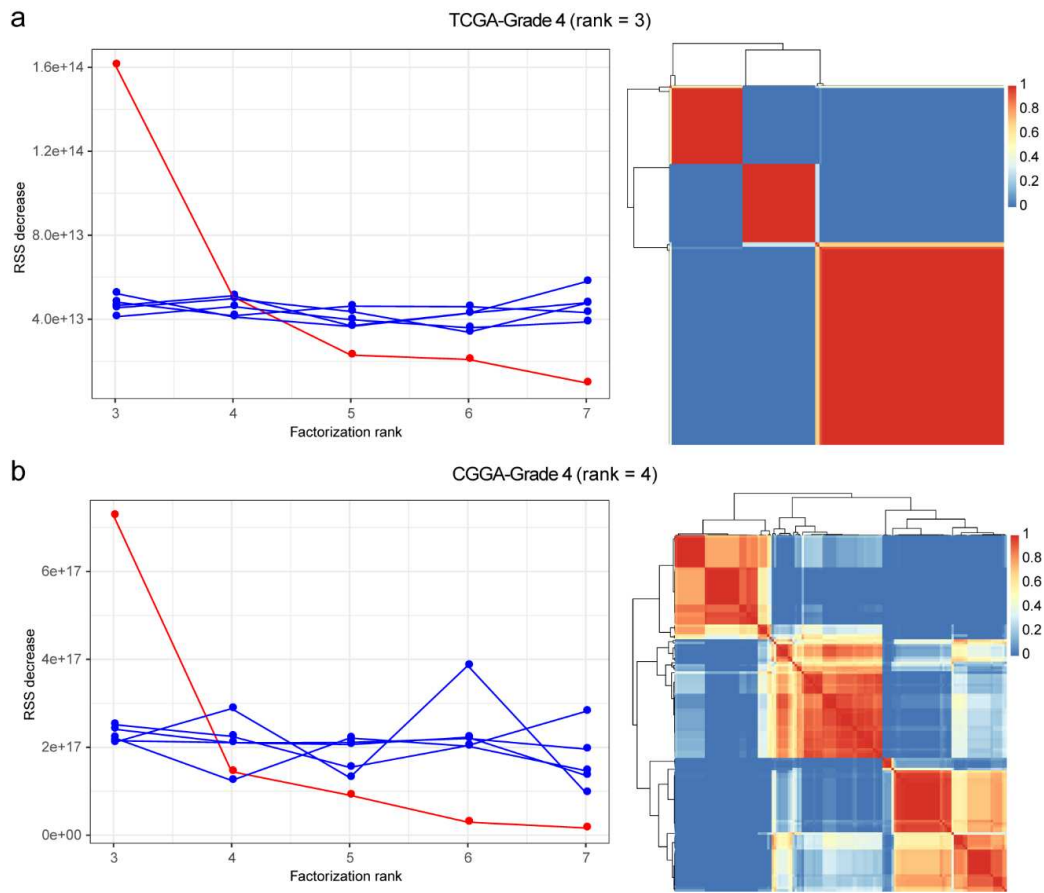 a
TCGA-Grade 4 (rank = 3)
1.6e+14
1.2e+14
8.0e+13
4.0e+13
RSS decrease
3 4 5 6 7
Factorization rank
1
0.8
0.6
0.4
0.2
0
b
CGGA-Grade 4 (rank = 4)
6e+17
4e+17
2e+17
0e+00
RSS decrease
3 4 5 6 7
Factorization rank
1
0.8
0.6
0.4
0.2
0